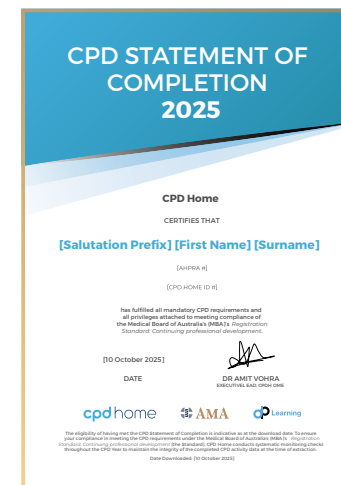 CPD STATEMENT OF
COMPLETION
2025
CPD Home
CERTIFIES THAT
[Salutation Prefix] [First Name] [Surname]
[AHPRA #]
[CPD HOME ID #]
has fulfilled all mandatory CPD requirements and
all privileges attached to meeting compliance of
the Medical Board of Australia's (MBA)'s Registration
Standard: Continuing professional development.
[10 October 2025]
DATE
DR AMIT VOHRA
EXECUTIVEL EAD, CPDH OME
cpdhome
AMA
dp Learning
The eligibility of having met the CPD Statement of Completion is indicative as at the download date. To ensure
your compliance in meeting the CPD requirements under the Medical Board of Australian (MBA)'s Registration
Standard: Continuing professional development (the Standard); CPD Home conducts systematic monitoring checks
throughout the CPD Year to maintain the integrity of the completed CPD activity data at the time of extraction.
Date Downloaded: [10 October 2025]